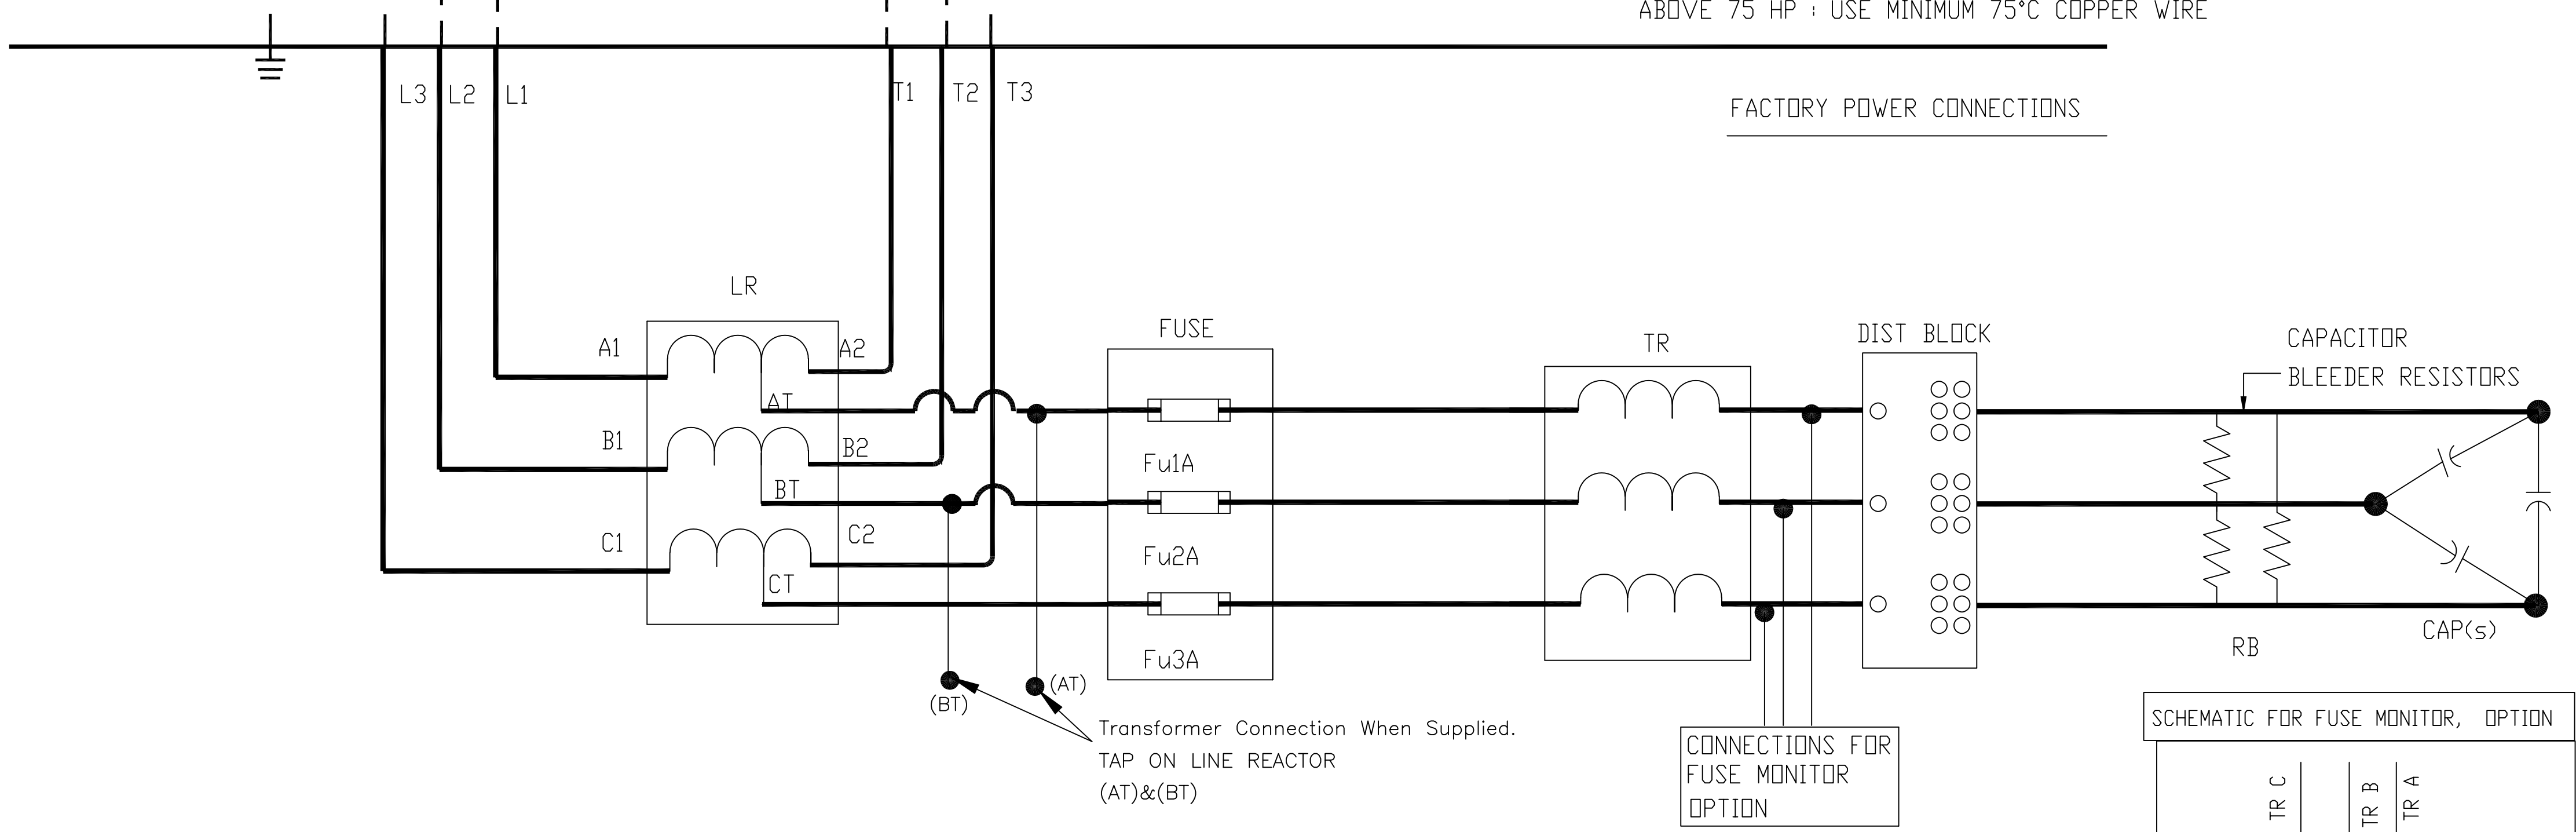 ABOVE 75 HP : USE MINIMUM 75°C COPPER WIRE
L3 L2 L1 T1 T2 T3
FACTORY POWER CONNECTIONS
LR
A1 A2
AT
B1 B2
BT
C1 C2
CT
FUSE
Fu1A
Fu2A
Fu3A
TR
DIST BLOCK
CAPACITOR
BLEEDER RESISTORS
RB
CAP(s)
(BT)
(AT)
Transformer Connection When Supplied.
TAP ON LINE REACTOR
(AT)&(BT)
CONNECTIONS FOR
FUSE MONITOR
OPTION
SCHEMATIC FOR FUSE MONITOR, OPTION
TR C
TR B
TR A